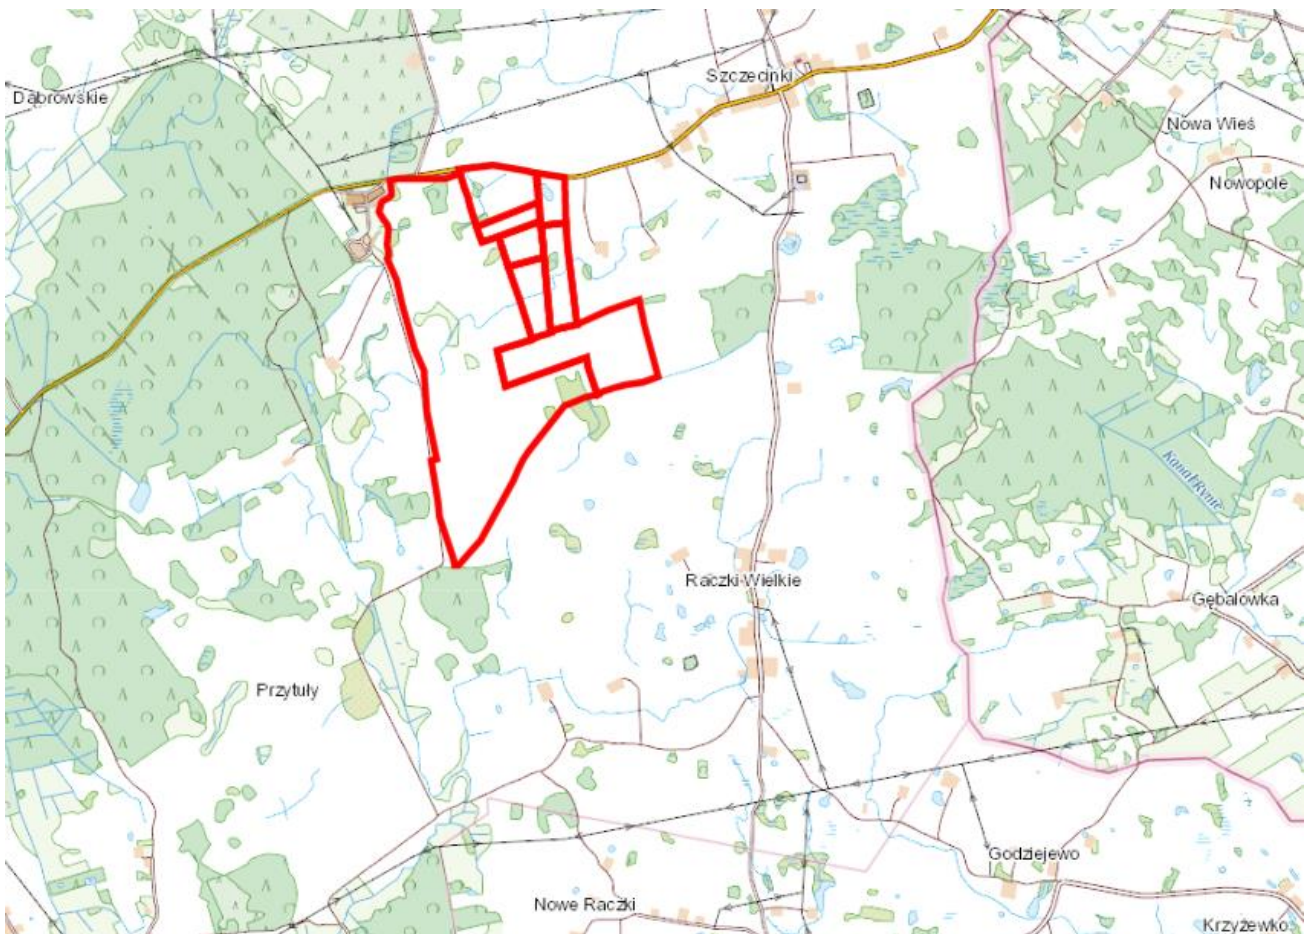 Szczecinki
Dąbrowskie
Nowa Wieś
Nowopole
Kanał Rynie
Raczki Wielkie
Gębalówka
Przytuły
Godziejewo
Nowe Raczki
Krzyżewko